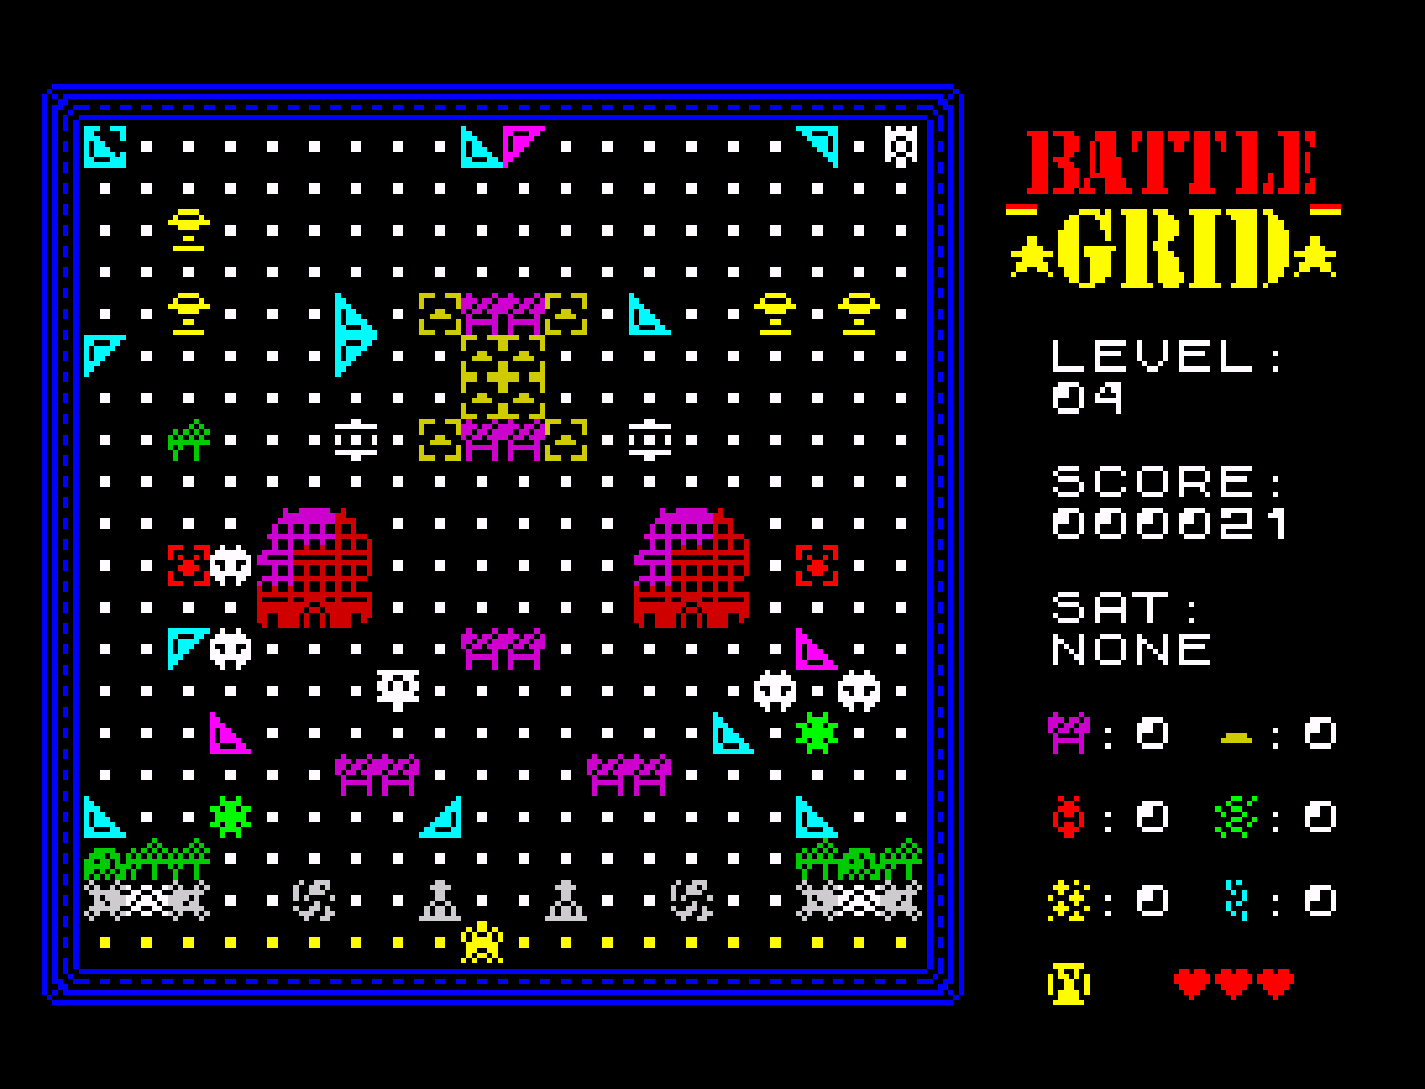 BATTLE
GRID
LEVEL:
04
SCORE:
000021
SAT:
NONE
: 0 : 0
: 0 : 0
: 0 : 0